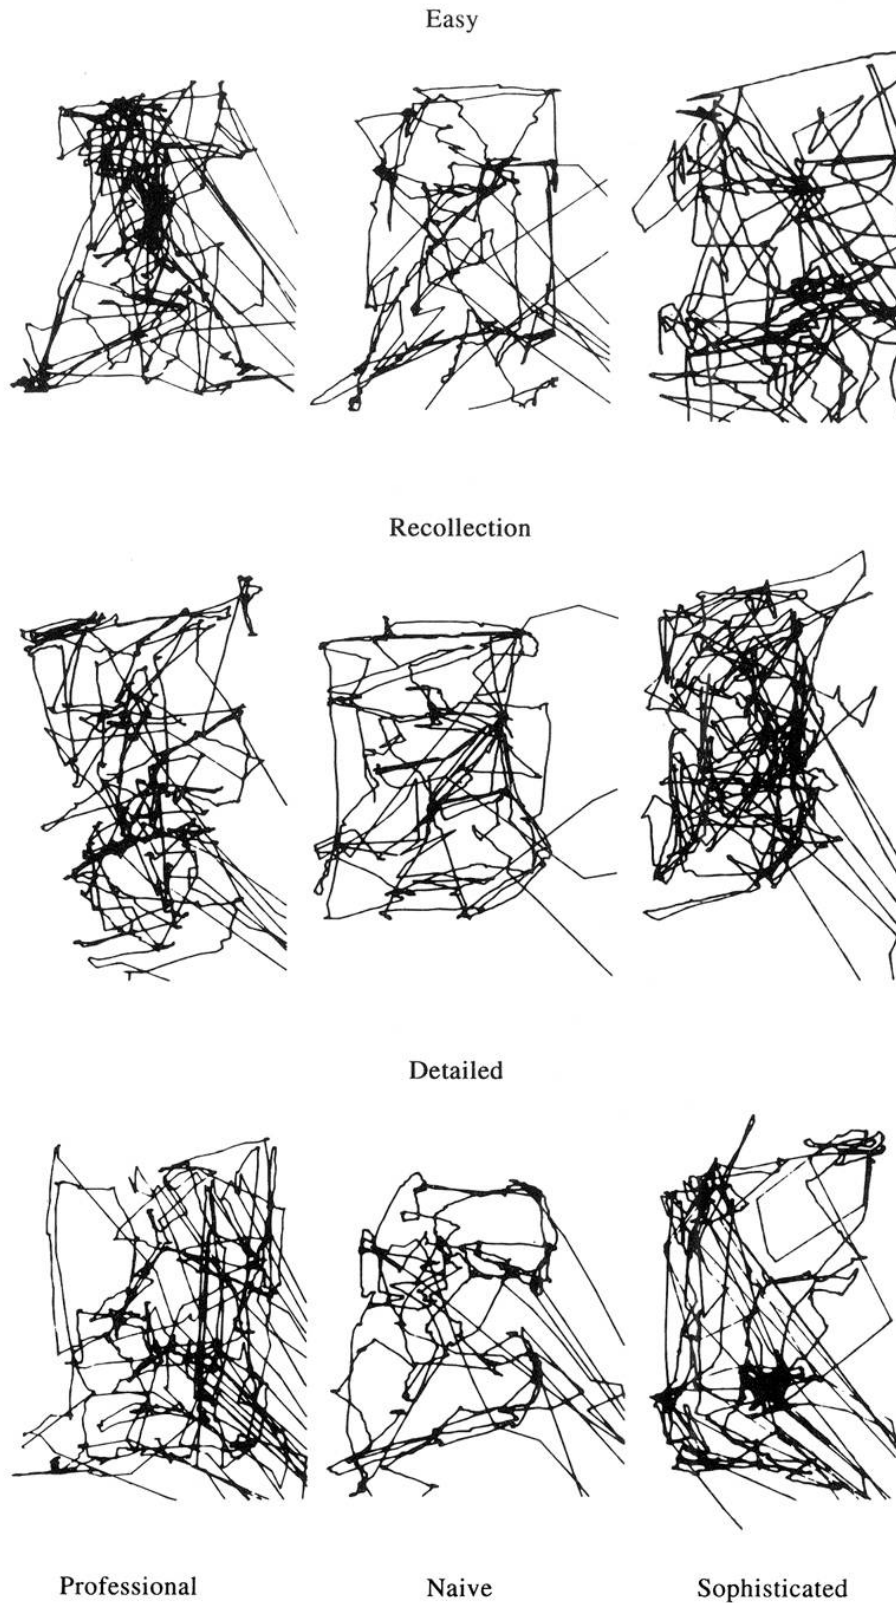 Easy
Recollection
Detailed
Professional
Naive
Sophisticated